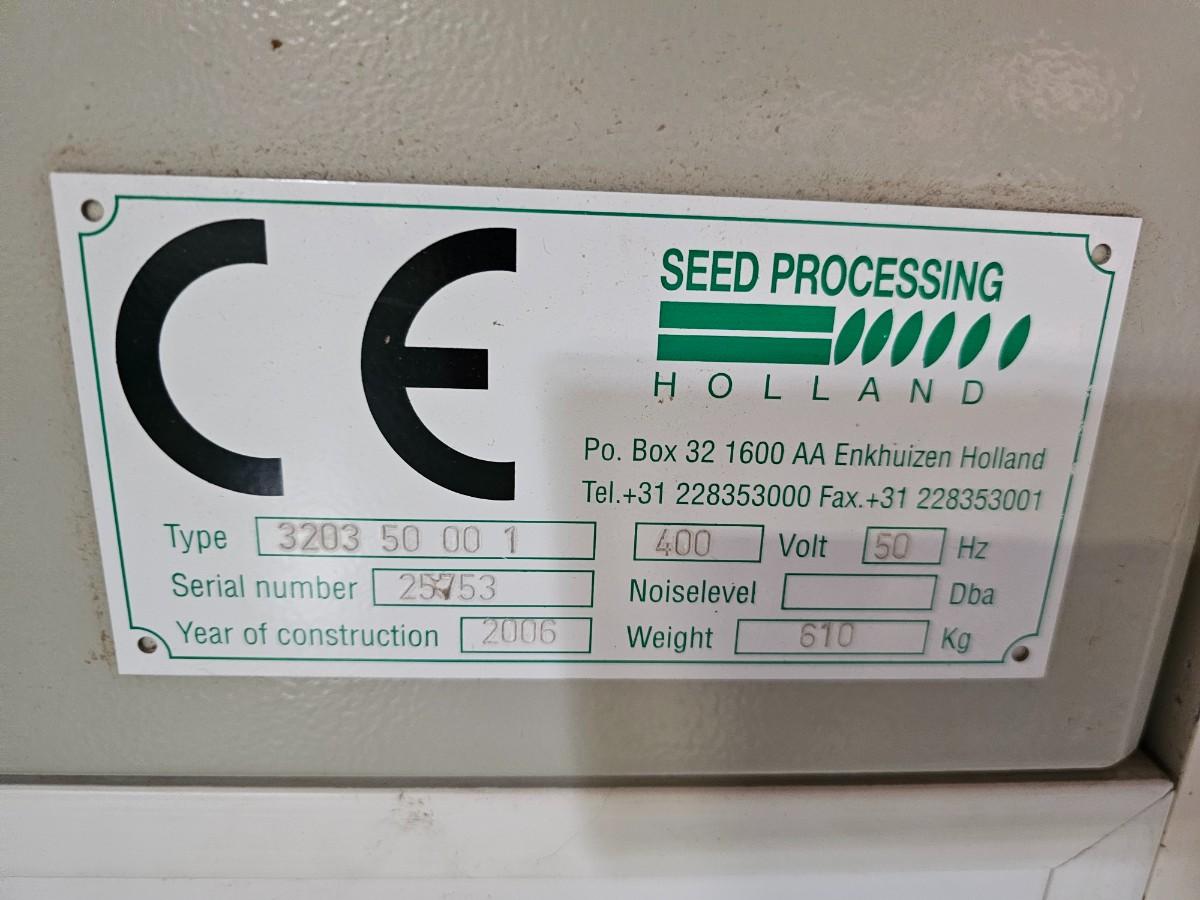 CE
SEED PROCESSING
HOLLAND
Po. Box 32 1600 AA Enkhuizen Holland
Tel.+31 228353000 Fax.+31 228353001
Type 3203 50 00 1 400 Volt 50 Hz
Serial number 25753 Noiselevel Dba
Year of construction 2006 Weight 610 Kg